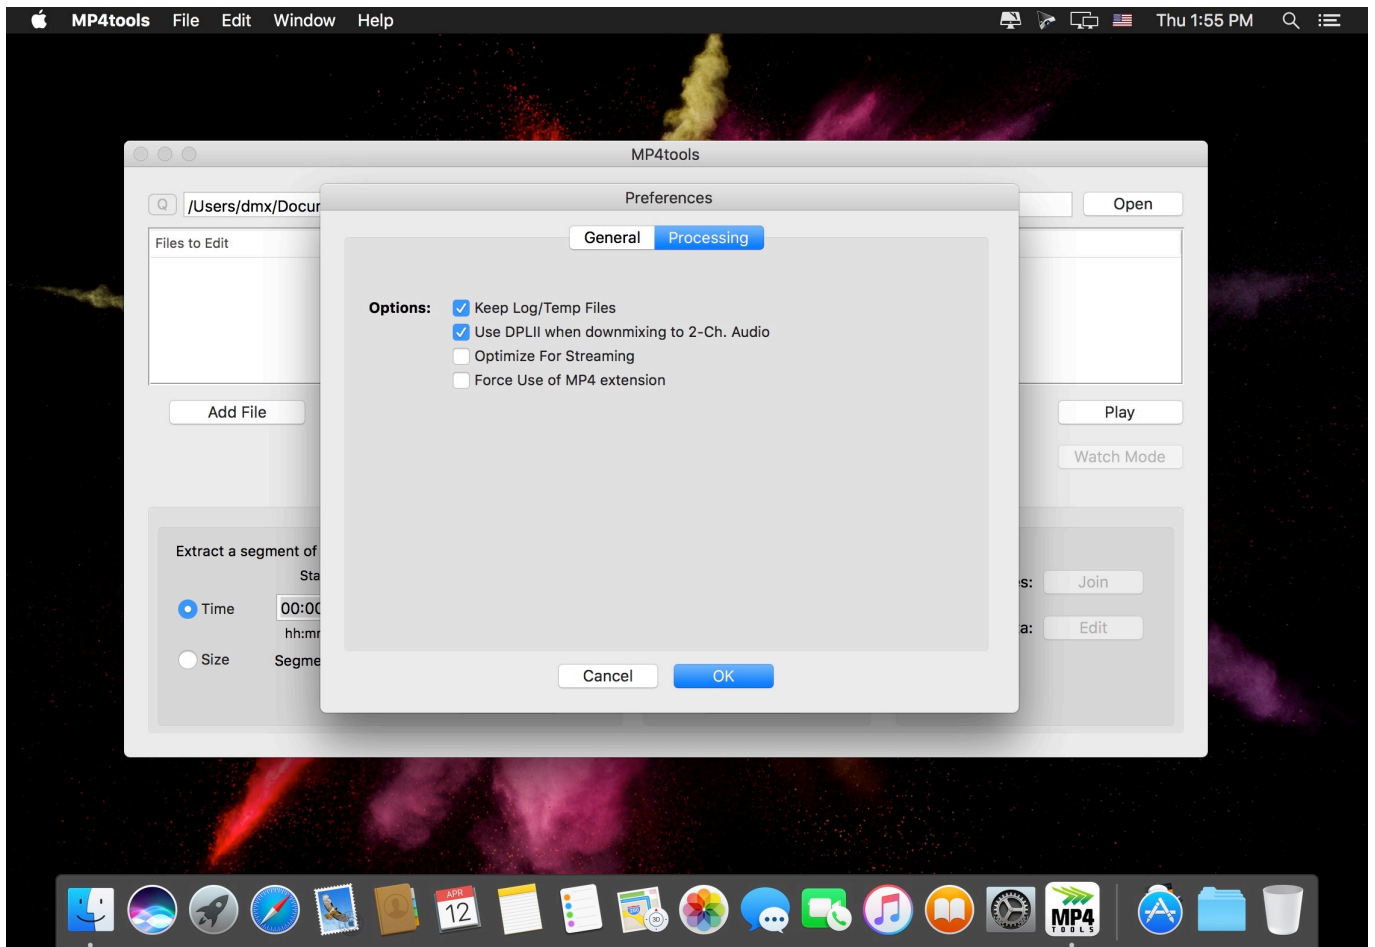 MP4tools File Edit Window Help Thu 1:55 PM
MP4tools
Preferences
Q /Users/dmx/Docur Open
General Processing
Files to Edit
Options: Keep Log/Temp Files
Use DPLII when downmixing to 2-Ch. Audio
Optimize For Streaming
Force Use of MP4 extension
Add File Play
Watch Mode
Extract a segment of
Sta
s: Join
Time 00:00
hh:mr
a: Edit
Size Segme
Cancel OK
APR
12
3D
MP4
TOOLS